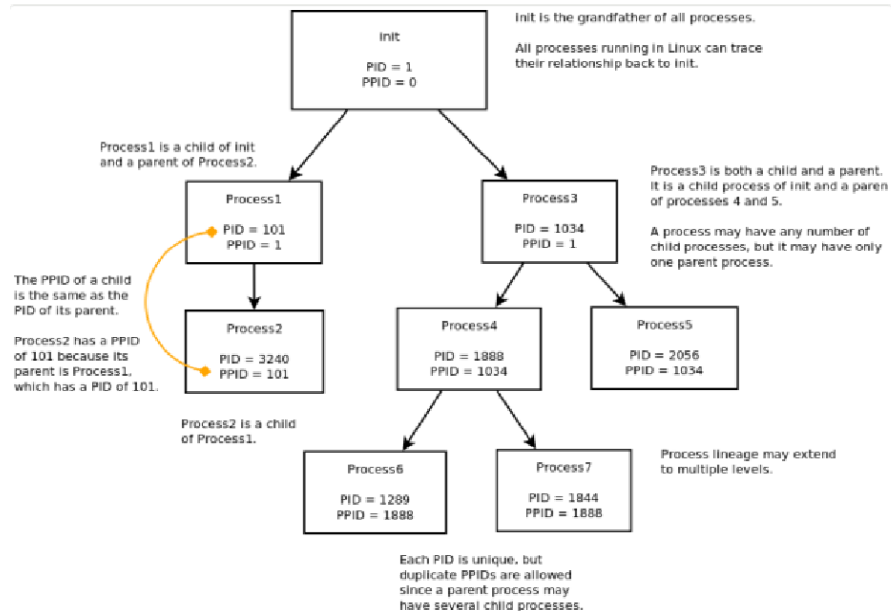 Init is the grandfather of all processes.
All processes running in Linux can trace
their relationship back to init.
Init
PID = 1
PPID = 0
Process1 is a child of init
and a parent of Process2.
Process1
PID = 101
PPID = 1
Process3
PID = 1034
PPID = 1
Process3 is both a child and a parent.
It is a child process of init and a paren
of processes 4 and 5.
A process may have any number of
child processes, but it may have only
one parent process.
The PPID of a child
is the same as the
PID of its parent.
Process2 has a PPID
of 101 because its
parent is Process1,
which has a PID of 101.
Process2
PID = 3240
PPID = 101
Process2 is a child
of Process1.
Process4
PID = 1888
PPID = 1034
Process5
PID = 2056
PPID = 1034
Process6
PID = 1289
PPID = 1888
Process7
PID = 1844
PPID = 1888
Process lineage may extend
to multiple levels.
Each PID is unique, but
duplicate PPIDs are allowed
since a parent process may
have several child processes.